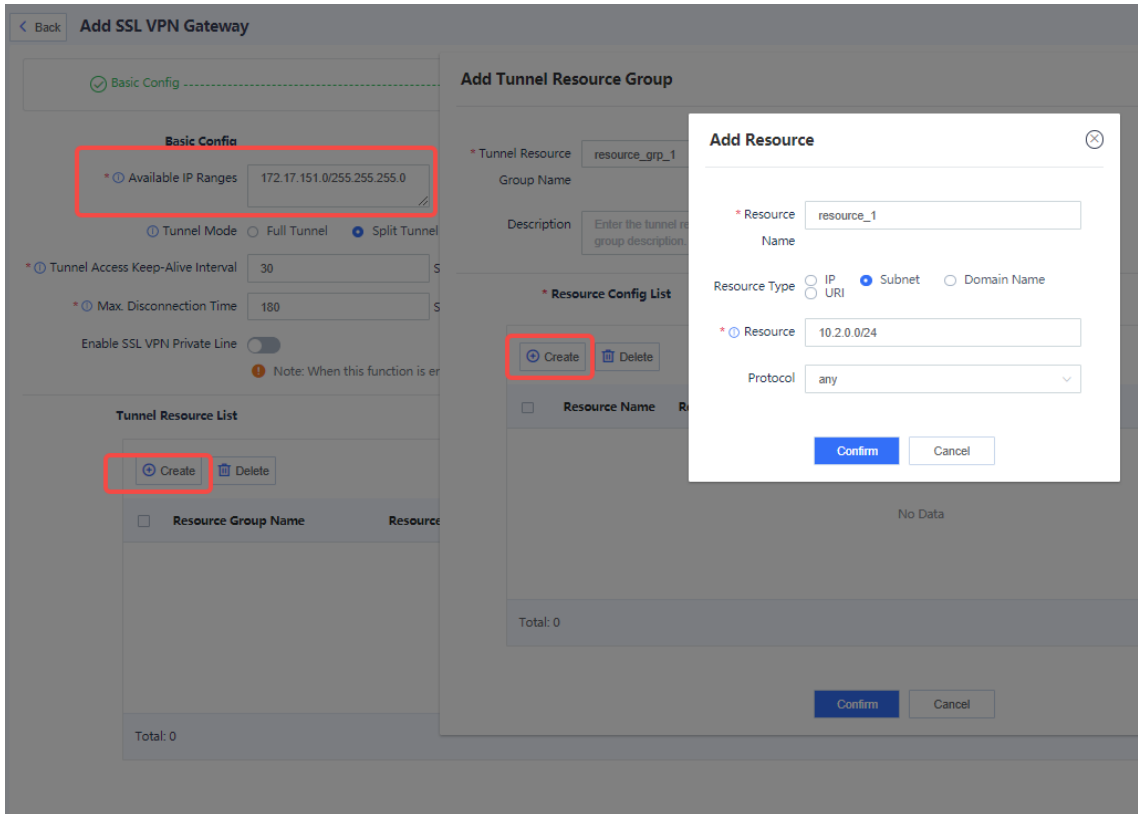 Back
Add SSL VPN Gateway
Basic Config
Basic Config
* Available IP Ranges
172.17.151.0/255.255.255.0
Tunnel Mode
Full Tunnel
Split Tunnel
* Tunnel Access Keep-Alive Interval
30
S
* Max. Disconnection Time
180
S
Enable SSL VPN Private Line
Note: When this function is er
Tunnel Resource List
Create
Delete
Resource Group Name
Resource
Total: 0
Add Tunnel Resource Group
* Tunnel Resource
Group Name
resource_grp_1
Description
Enter the tunnel re
group description.
* Resource Config List
Create
Delete
Resource Name
R
No Data
Total: 0
Confirm
Cancel
Add Resource
* Resource
Name
resource_1
Resource Type
IP
Subnet
Domain Name
URI
* Resource
10.2.0.0/24
Protocol
any
Confirm
Cancel